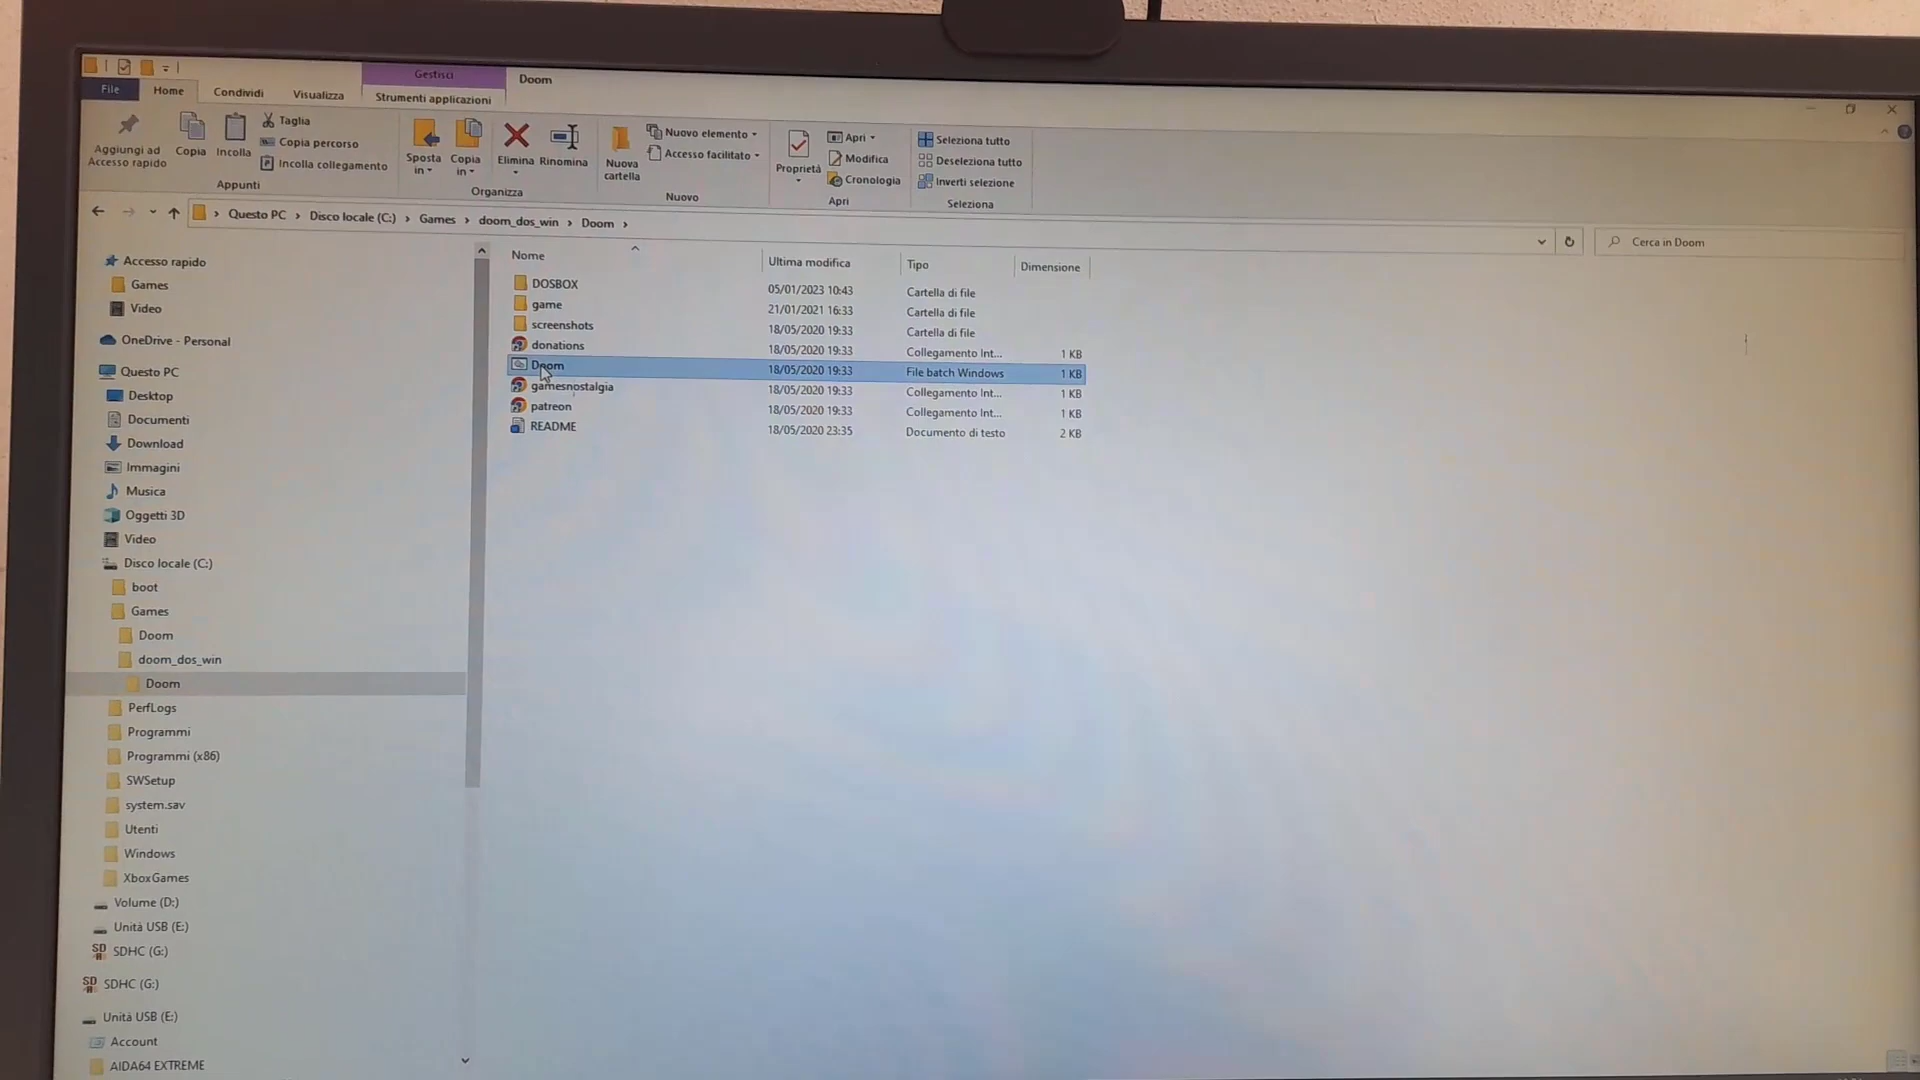 Gestisci
Doom
File
Home
Condividi
Visualizza
Strumenti applicazioni
Aggiungi ad
Accesso rapido
Copia
Incolla
Taglia
Copia percorso
Incolla collegamento
Appunti
Sposta
in
Copia
in
Elimina
Rinomina
Organizza
Nuova
cartella
Nuovo elemento
Accesso facilitato
Nuovo
Proprietà
Apri
Modifica
Cronologia
Apri
Seleziona tutto
Deseleziona tutto
Inverti selezione
Seleziona
Questo PC > Disco locale (C:) > Games > doom_dos_win > Doom >
Cerca in Doom
Accesso rapido
Games
Video
OneDrive - Personal
Questo PC
Desktop
Documenti
Download
Immagini
Musica
Oggetti 3D
Video
Disco locale (C:)
boot
Games
Doom
doom_dos_win
Doom
PerfLogs
Programmi
Programmi (x86)
SWSetup
system.sav
Utenti
Windows
XboxGames
Volume (D:)
Unità USB (E:)
SDHC (G:)
SDHC (G:)
Unità USB (E:)
Account
AIDA64 EXTREME
Nome Ultima modifica Tipo Dimensione
DOSBOX 05/01/2023 10:43 Cartella di file
game 21/01/2021 16:33 Cartella di file
screenshots 18/05/2020 19:33 Cartella di file
donations 18/05/2020 19:33 Collegamento Int... 1 KB
Doom 18/05/2020 19:33 File batch Windows 1 KB
gamesnostalgia 18/05/2020 19:33 Collegamento Int... 1 KB
patreon 18/05/2020 19:33 Collegamento Int... 1 KB
README 18/05/2020 23:35 Documento di testo 2 KB